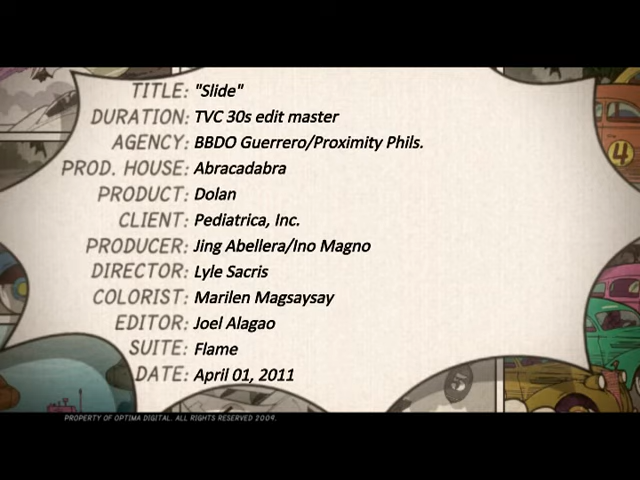 TITLE: "Slide"
DURATION: TVC 30s edit master
AGENCY: BBDO Guerrero/Proximity Phils.
PROD. HOUSE: Abracadabra
PRODUCT: Dolan
CLIENT: Pediatrica, Inc.
PRODUCER: Jing Abellera/Ino Magno
DIRECTOR: Lyle Sacris
COLORIST: Marilen Magsaysay
EDITOR: Joel Alagao
SUITE: Flame
DATE: April 01, 2011
PROPERTY OF OPTIMA DIGITAL. ALL RIGHTS RESERVED 2009.
4